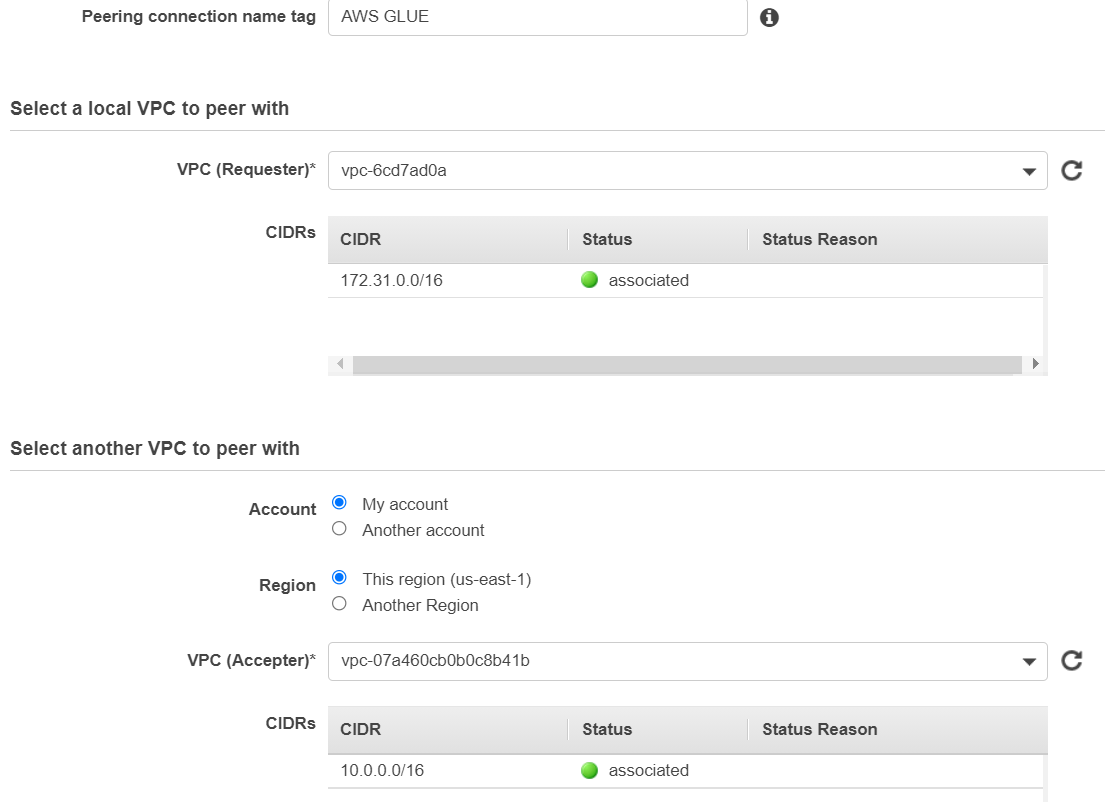 Peering connection name tag AWS GLUE
Select a local VPC to peer with
VPC (Requester)* vpc-6cd7ad0a
CIDRs CIDR Status Status Reason
172.31.0.0/16 associated
Select another VPC to peer with
Account My account
Another account
Region This region (us-east-1)
Another Region
VPC (Accepter)* vpc-07a460cb0b0c8b41b
CIDRs CIDR Status Status Reason
10.0.0.0/16 associated